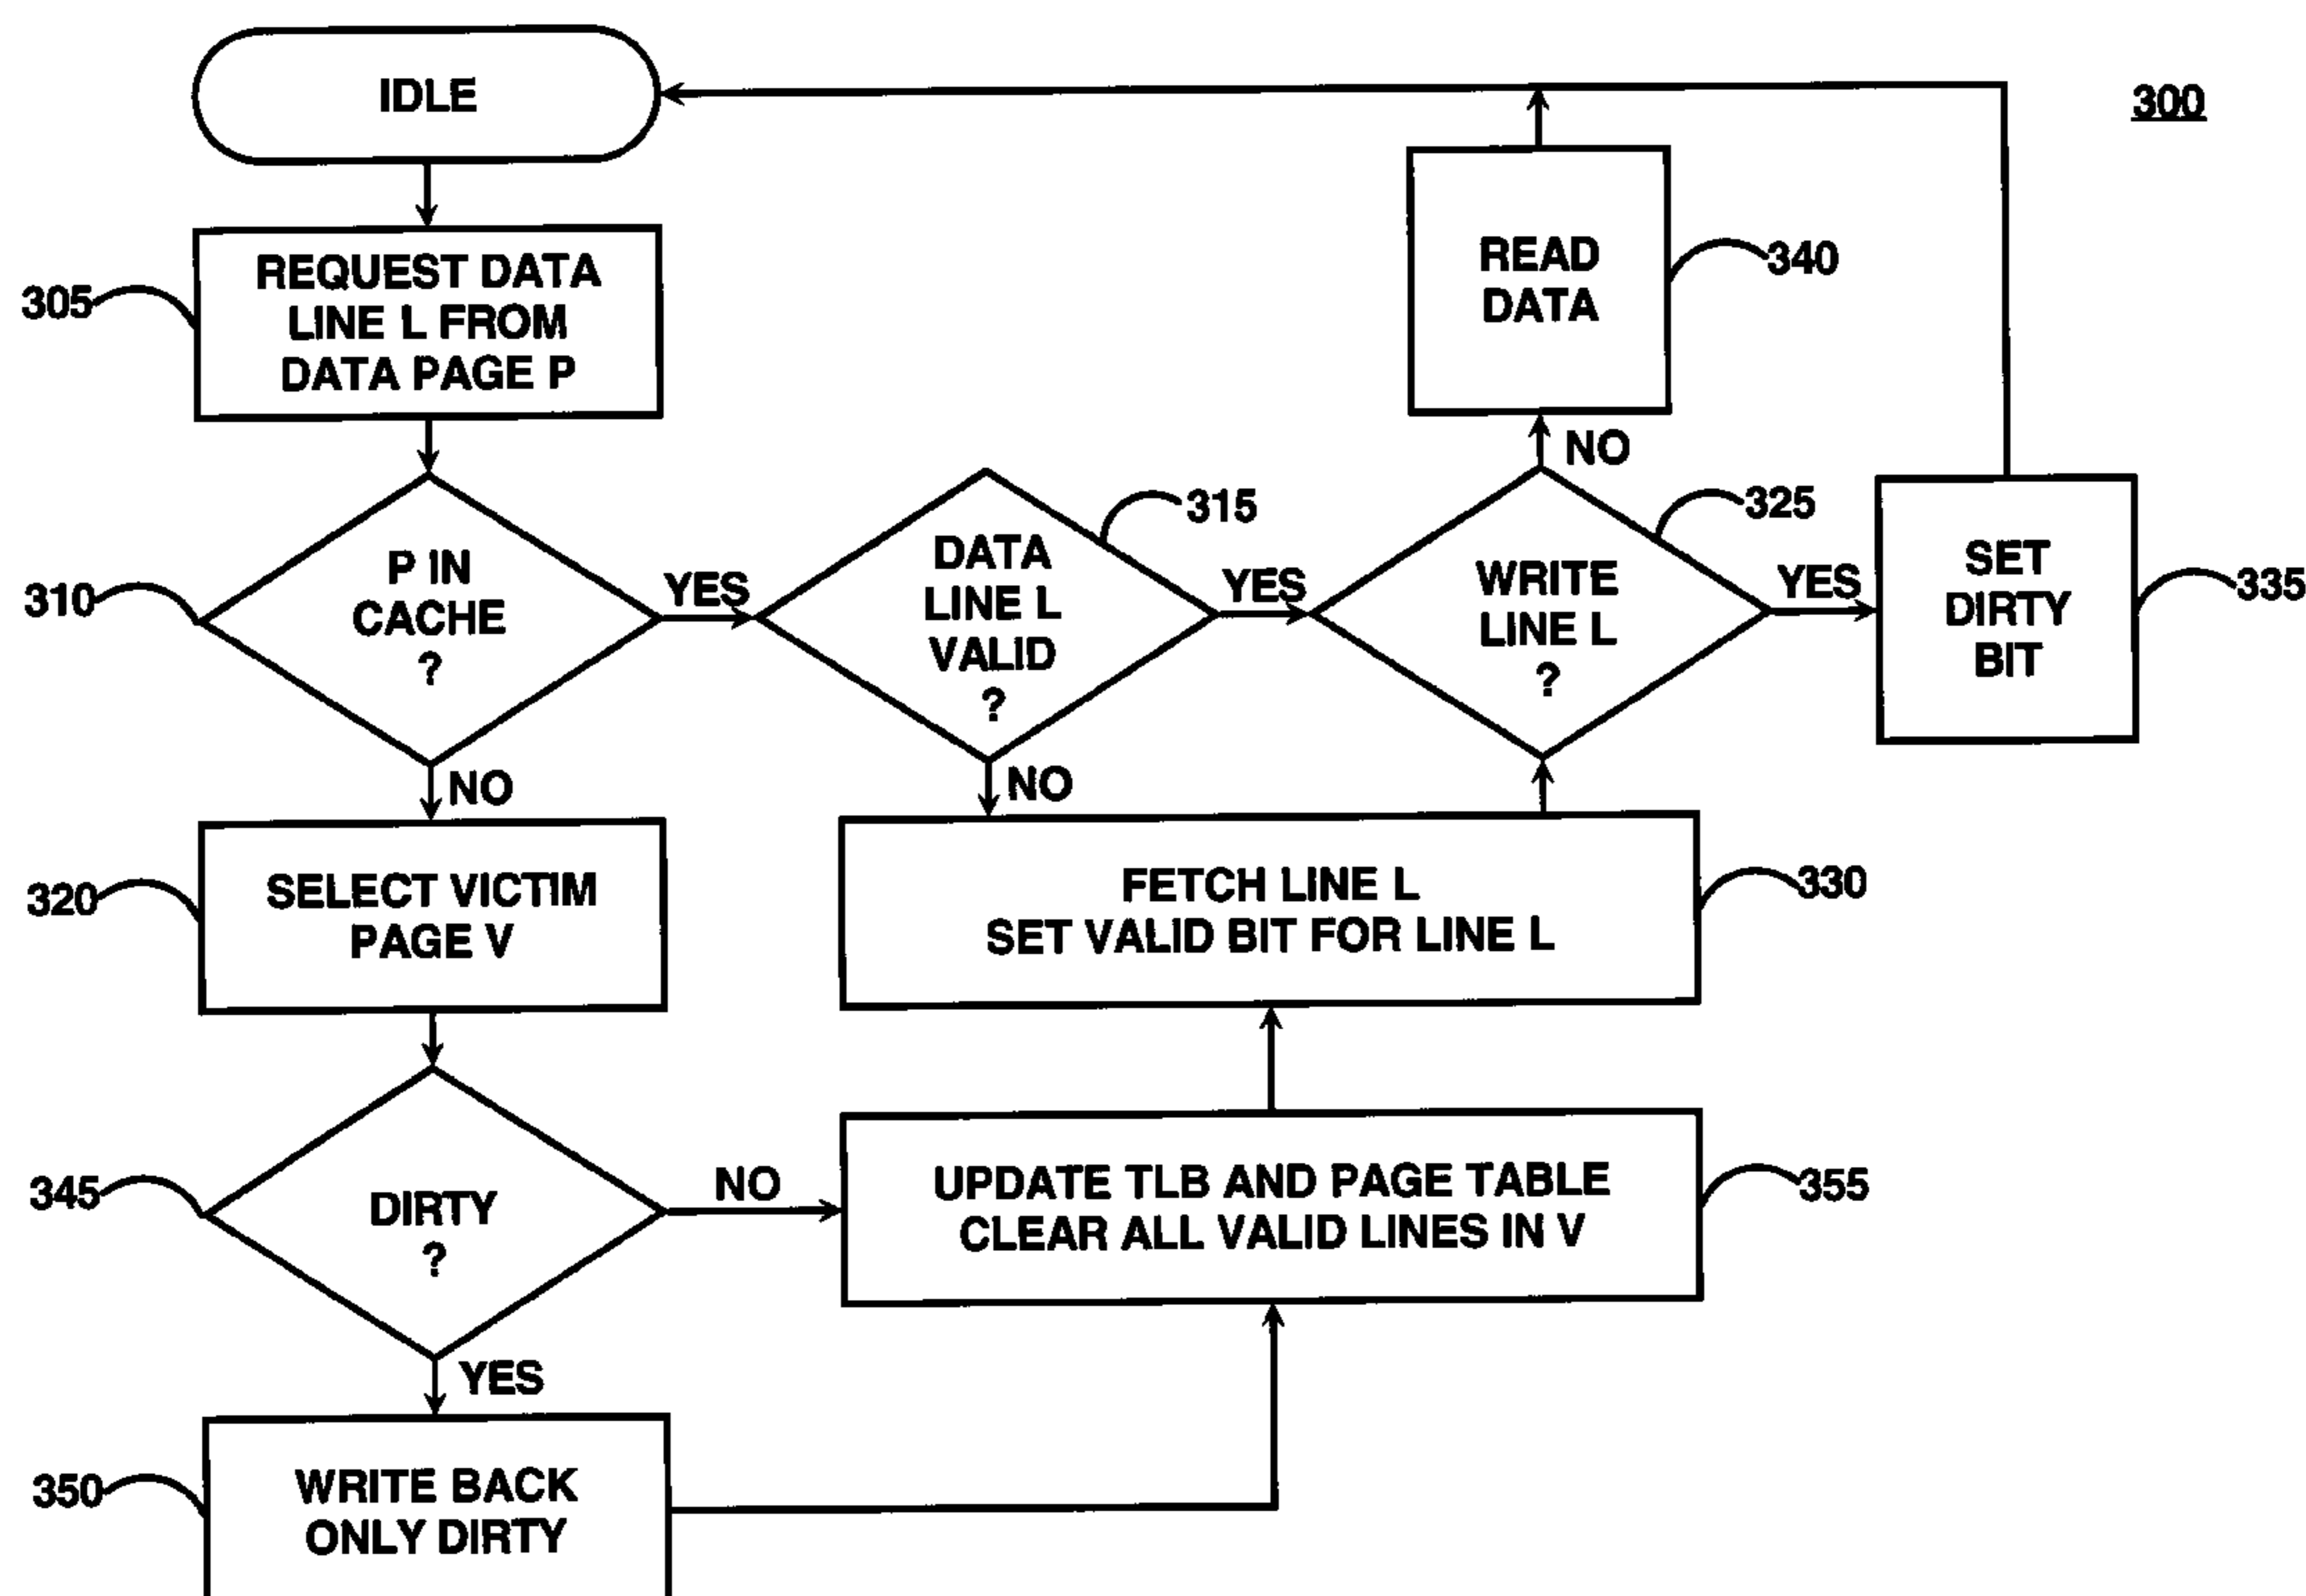 IDLE
300
305
REQUEST DATA
LINE L FROM
DATA PAGE P
READ
DATA
340
310
P IN
CACHE
?
YES
NO
DATA
LINE L
VALID
?
315
YES
NO
WRITE
LINE L
?
325
NO
YES
SET
DIRTY
BIT
335
320
SELECT VICTIM
PAGE V
FETCH LINE L
SET VALID BIT FOR LINE L
330
345
DIRTY
?
NO
YES
UPDATE TLB AND PAGE TABLE
CLEAR ALL VALID LINES IN V
355
350
WRITE BACK
ONLY DIRTY